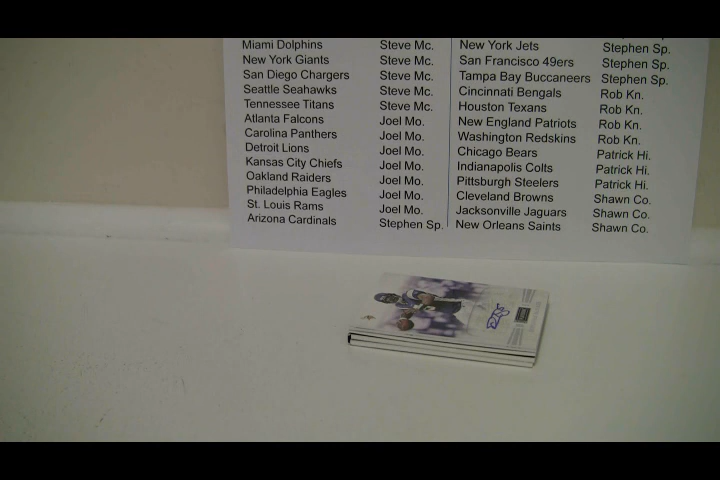 Miami Dolphins Steve Mc.
New York Giants Steve Mc.
San Diego Chargers Steve Mc.
Seattle Seahawks Steve Mc.
Tennessee Titans Steve Mc.
Atlanta Falcons Joel Mo.
Carolina Panthers Joel Mo.
Detroit Lions Joel Mo.
Kansas City Chiefs Joel Mo.
Oakland Raiders Joel Mo.
Philadelphia Eagles Joel Mo.
St. Louis Rams Joel Mo.
Arizona Cardinals Stephen Sp.
New York Jets Stephen Sp.
San Francisco 49ers Stephen Sp.
Tampa Bay Buccaneers Stephen Sp.
Cincinnati Bengals Rob Kn.
Houston Texans Rob Kn.
New England Patriots Rob Kn.
Washington Redskins Rob Kn.
Chicago Bears Patrick Hi.
Indianapolis Colts Patrick Hi.
Pittsburgh Steelers Patrick Hi.
Cleveland Browns Shawn Co.
Jacksonville Jaguars Shawn Co.
New Orleans Saints Shawn Co.